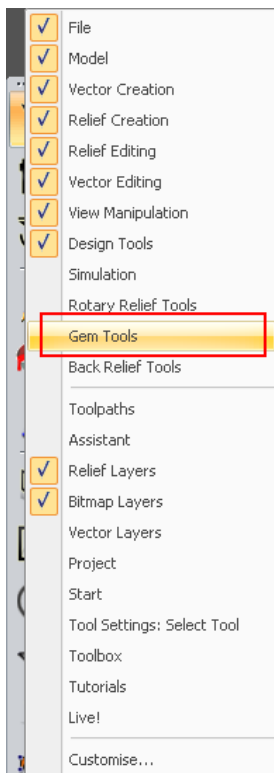 File
Model
Vector Creation
Relief Creation
Relief Editing
Vector Editing
View Manipulation
Design Tools
Simulation
Rotary Relief Tools
Gem Tools
Back Relief Tools
Toolpaths
Assistant
Relief Layers
Bitmap Layers
Vector Layers
Project
Start
Tool Settings: Select Tool
Toolbox
Tutorials
Live!
Customise...